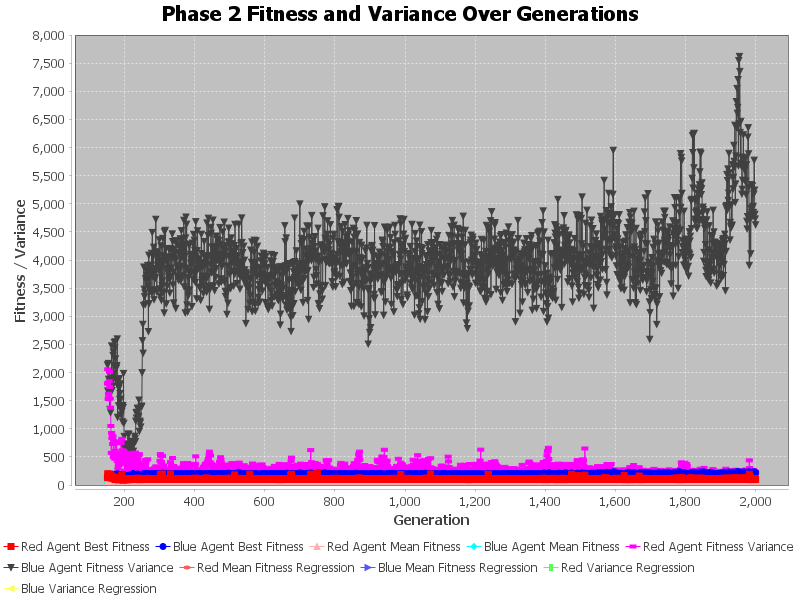 Phase 2 Fitness and Variance Over Generations
8,000
7,500
7,000
6,500
6,000
5,500
5,000
4,500
4,000
3,500
3,000
2,500
2,000
1,500
1,000
500
0
Fitness / Variance
200 400 600 800 1,000 1,200 1,400 1,600 1,800 2,000
Generation
Red Agent Best Fitness Blue Agent Best Fitness Red Agent Mean Fitness Blue Agent Mean Fitness Red Agent Fitness Variance
Blue Agent Fitness Variance Red Mean Fitness Regression Blue Mean Fitness Regression Red Variance Regression
Blue Variance Regression